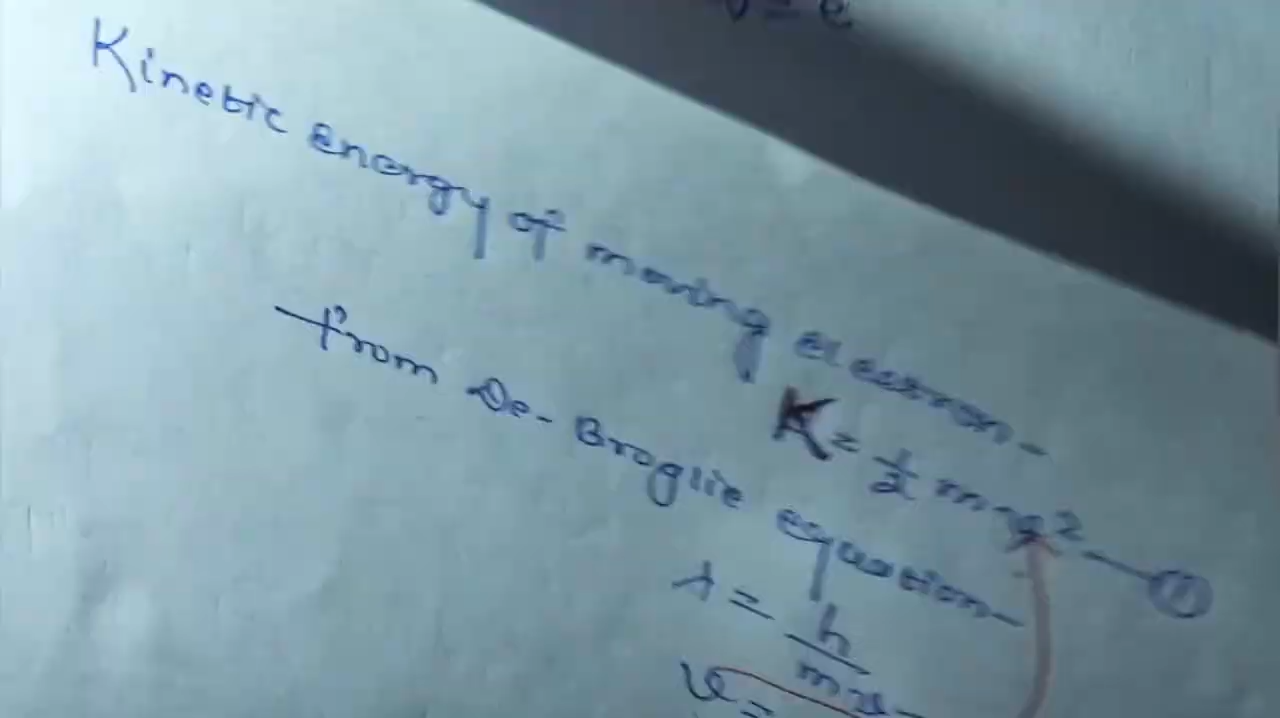 = e
Kinetic energy of moving electron-
K = 1/2 mv² — ①
from De-Broglie equation-
λ = h/mv
v =